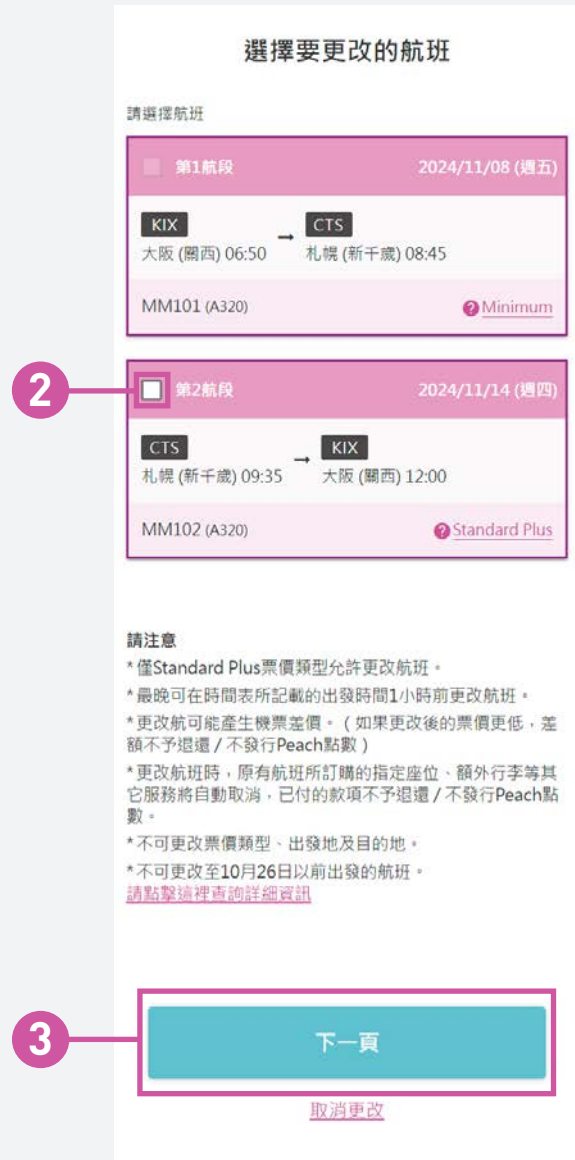 選擇要更改的航班
請選擇航班
第1航段 2024/11/08 (週五)
KIX → CTS
大阪 (關西) 06:50 札幌 (新千歲) 08:45
MM101 (A320) ? Minimum
2
第2航段 2024/11/14 (週四)
CTS → KIX
札幌 (新千歲) 09:35 大阪 (關西) 12:00
MM102 (A320) ? Standard Plus
請注意
*僅Standard Plus票價類型允許更改航班。
*最晚可在時間表所記載的出發時間1小時前更改航班。
*更改航可能產生機票差價。(如果更改後的票價更低，差
額不予退還 / 不發行Peach點數)
*更改航班時，原有航班所訂購的指定座位、額外行李等其
它服務將自動取消，已付的款項不予退還 / 不發行Peach點
數。
*不可更改票價類型、出發地及目的地。
*不可更改至10月26日以前出發的航班。
請點擊這裡查詢詳細資訊
3
下一頁
取消更改